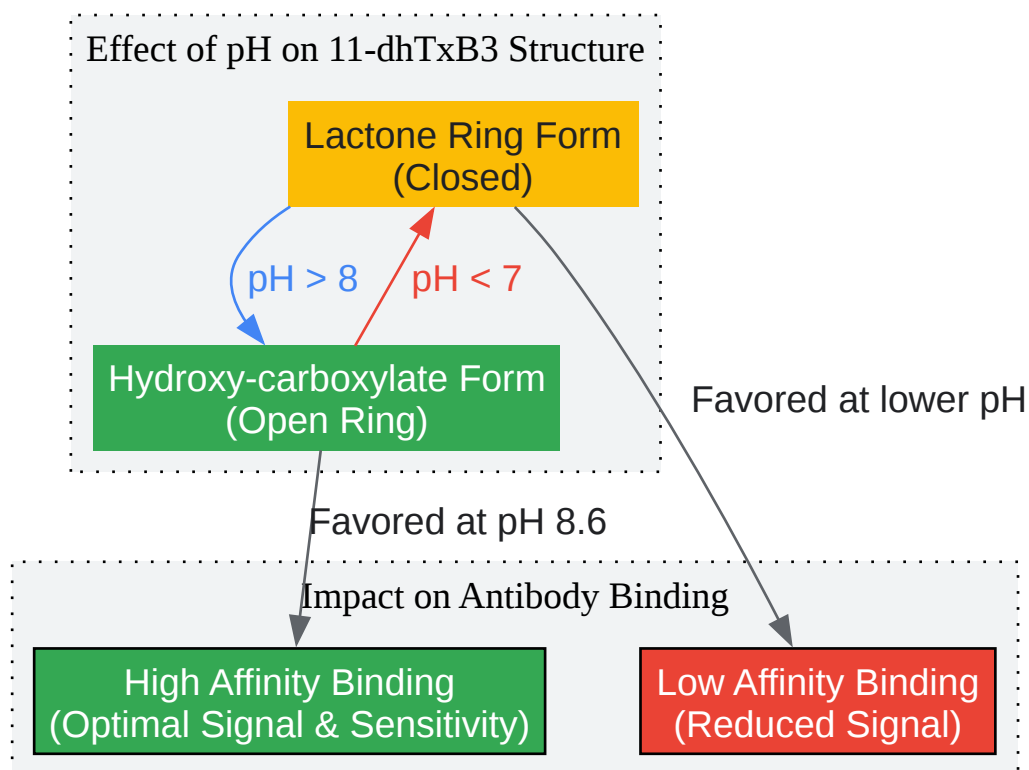 Effect of pH on 11-dhTxB3 Structure
Lactone Ring Form
(Closed)
pH > 8
pH < 7
Hydroxy-carboxylate Form
(Open Ring)
Favored at lower pH
Favored at pH 8.6
Impact on Antibody Binding
High Affinity Binding
(Optimal Signal & Sensitivity)
Low Affinity Binding
(Reduced Signal)